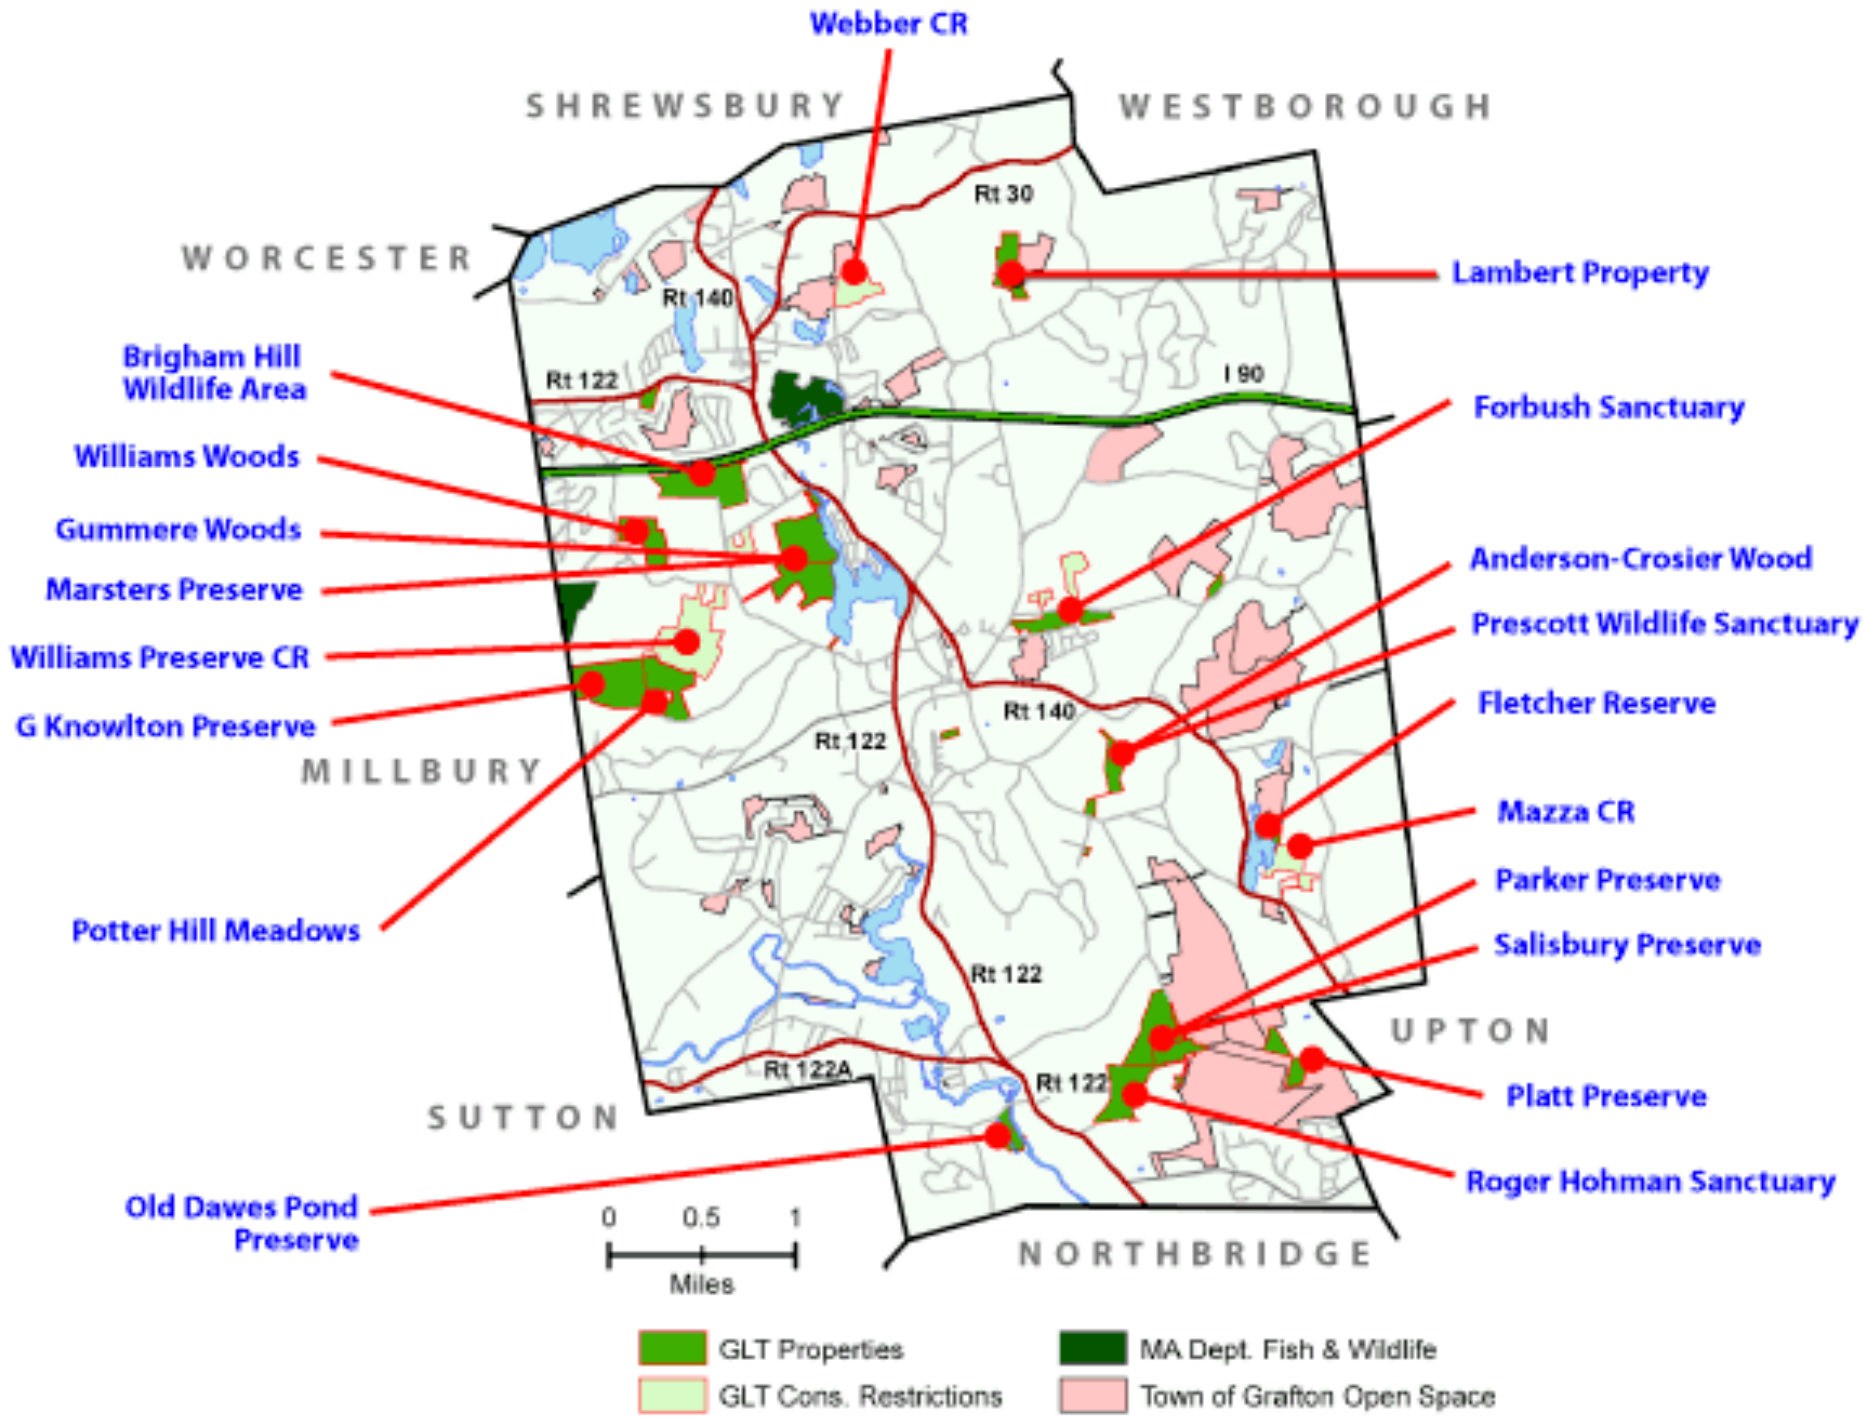 Webber CR
SHREWSBURY
WESTBOROUGH
Rt 30
WORCESTER
Lambert Property
Rt 140
Brigham Hill
Wildlife Area
Rt 122
I 90
Forbush Sanctuary
Williams Woods
Gummere Woods
Anderson-Crosier Wood
Marsters Preserve
Prescott Wildlife Sanctuary
Williams Preserve CR
Fletcher Reserve
G Knowlton Preserve
Rt 140
Rt 122
MILLBURY
Mazza CR
Parker Preserve
Potter Hill Meadows
Salisbury Preserve
Rt 122
UPTON
Rt 122A
Rt 122
Platt Preserve
SUTTON
Roger Hohman Sanctuary
Old Dawes Pond
Preserve
0 0.5 1
Miles
NORTHBRIDGE
GLT Properties
MA Dept. Fish & Wildlife
GLT Cons. Restrictions
Town of Grafton Open Space